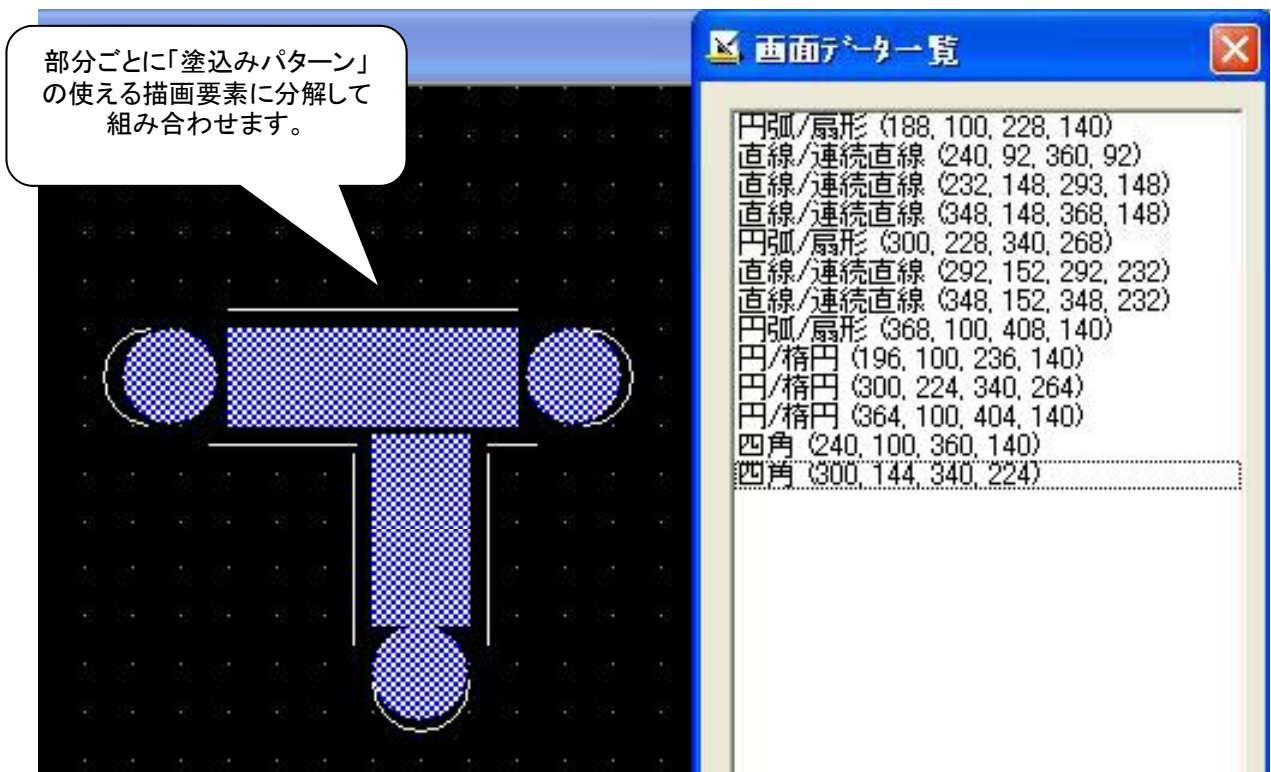 部分ごとに「塗込みパターン」
の使える描画要素に分解して
組み合わせます。
画面ﾃﾞｰﾀ一覧
円弧/扇形 (188, 100, 228, 140)
直線/連続直線 (240, 92, 360, 92)
直線/連続直線 (232, 148, 293, 148)
直線/連続直線 (348, 148, 368, 148)
円弧/扇形 (300, 228, 340, 268)
直線/連続直線 (292, 152, 292, 232)
直線/連続直線 (348, 152, 348, 232)
円弧/扇形 (368, 100, 408, 140)
円/楕円 (196, 100, 236, 140)
円/楕円 (300, 224, 340, 264)
円/楕円 (364, 100, 404, 140)
四角 (240, 100, 360, 140)
四角 (300, 144, 340, 224)